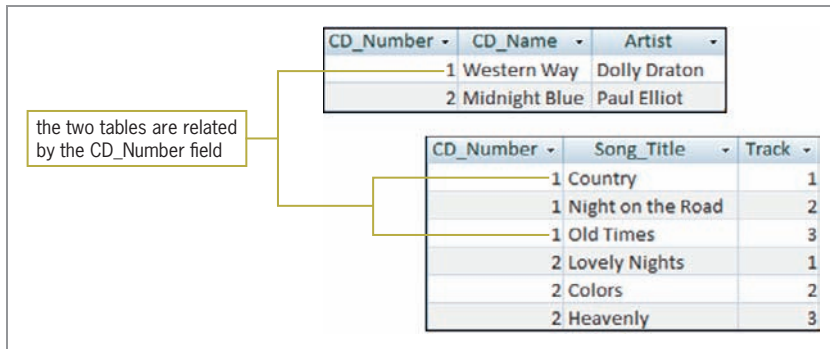 CD_Number CD_Name Artist
1 Western Way Dolly Draton
2 Midnight Blue Paul Elliot
the two tables are related
by the CD_Number field
CD_Number Song_Title Track
1 Country 1
1 Night on the Road 2
1 Old Times 3
2 Lovely Nights 1
2 Colors 2
2 Heavenly 3